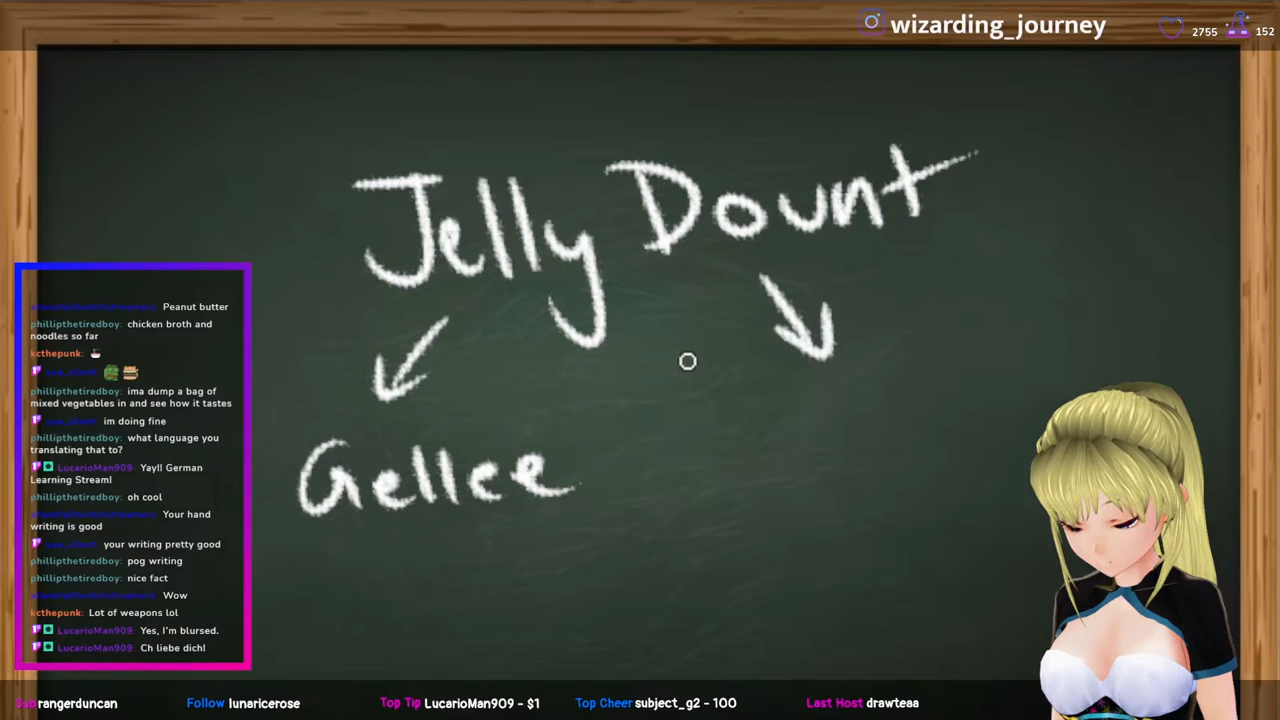 wizarding_journey
2755
152
Jelly Dount
Gellee
Peanut butter
phillipthetiredboy: chicken broth and
noodles so far
kcthepunk:
phillipthetiredboy: ima dump a bag of
mixed vegetables in and see how it tastes
im doing fine
phillipthetiredboy: what language you
translating that to?
LucarioMan909: Yay!! German
Learning Stream!
phillipthetiredboy: oh cool
Your hand
writing is good
your writing pretty good
phillipthetiredboy: pog writing
phillipthetiredboy: nice fact
Wow
kcthepunk: Lot of weapons lol
LucarioMan909: Yes, I'm blursed.
LucarioMan909: Ch liebe dich!
Sub rangerduncan Follow lunaricerose Top Tip LucarioMan909 - $1 Top Cheer subject_g2 - 100 Last Host drawteaa